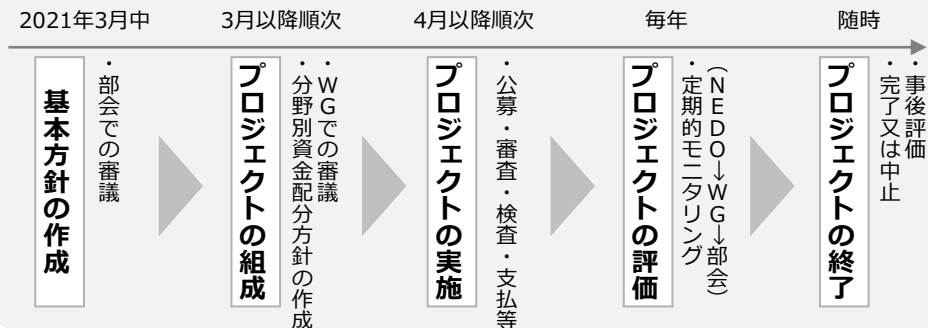 2021年3月中
3月以降順次
4月以降順次
毎年
随時
基本方針の作成
・部会での審議
プロジェクトの組成
・WGでの審議
・分野別資金配分方針の作成
プロジェクトの実施
・公募・審査・検査・支払等
プロジェクトの評価
(NEDO→WG→部会)
・定期的モニタリング
プロジェクトの終了
・事後評価
・完了又は中止